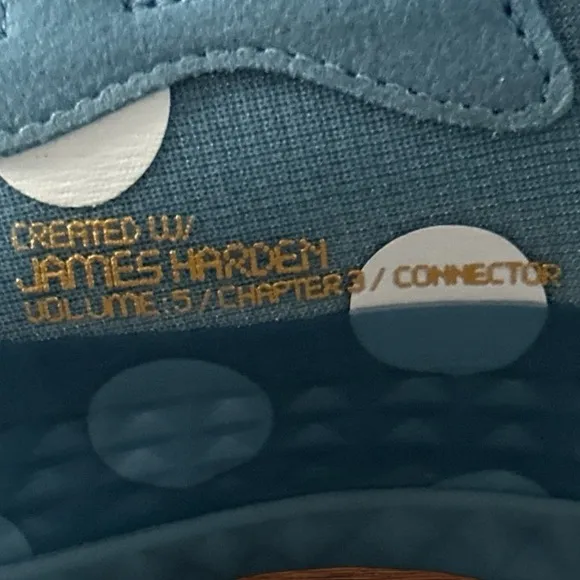 CREATED W/
JAMES HARDEN
VOLUME 5 / CHAPTER 3 / CONNECTOR